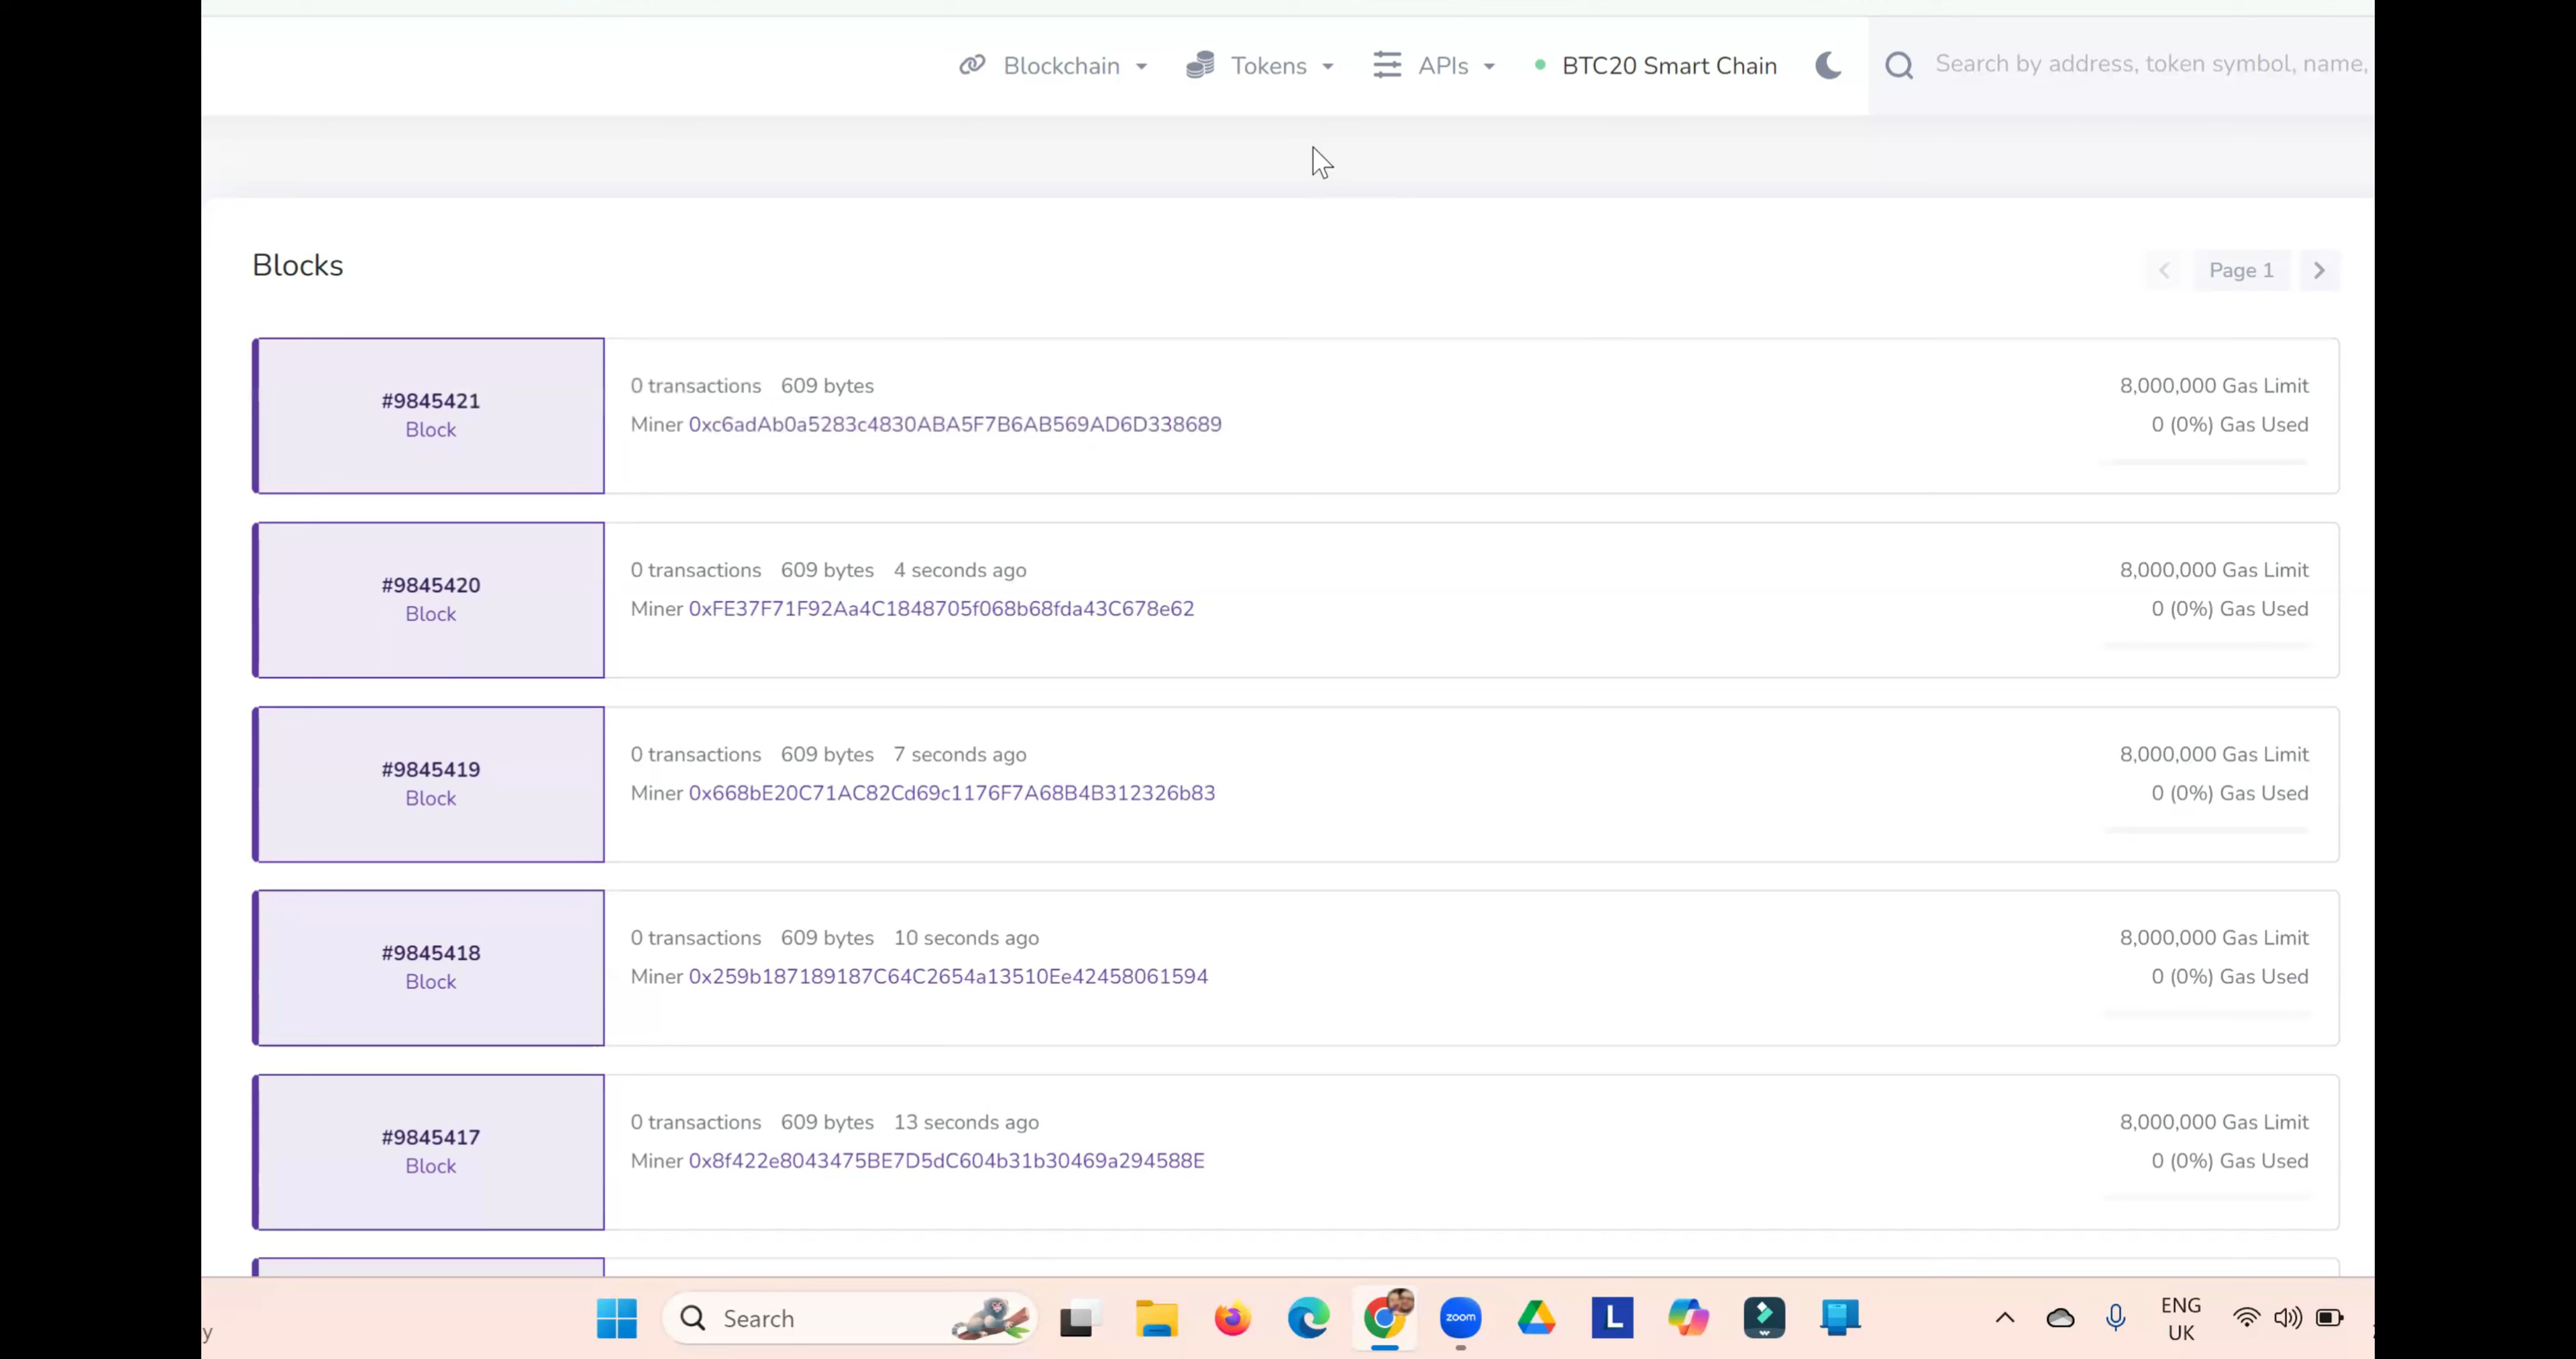 Blockchain Tokens APIs BTC20 Smart Chain Search by address, token symbol, name,
Blocks
Page 1
#9845421
Block
0 transactions 609 bytes
Miner 0xc6adAb0a5283c4830ABA5F7B6AB569AD6D338689
8,000,000 Gas Limit
0 (0%) Gas Used
#9845420
Block
0 transactions 609 bytes 4 seconds ago
Miner 0xFE37F71F92Aa4C1848705f068b68fda43C678e62
8,000,000 Gas Limit
0 (0%) Gas Used
#9845419
Block
0 transactions 609 bytes 7 seconds ago
Miner 0x668bE20C71AC82Cd69c1176F7A68B4B312326b83
8,000,000 Gas Limit
0 (0%) Gas Used
#9845418
Block
0 transactions 609 bytes 10 seconds ago
Miner 0x259b187189187C64C2654a13510Ee42458061594
8,000,000 Gas Limit
0 (0%) Gas Used
#9845417
Block
0 transactions 609 bytes 13 seconds ago
Miner 0x8f422e8043475BE7D5dC604b31b30469a294588E
8,000,000 Gas Limit
0 (0%) Gas Used
y
Search
zoom
L
ENG
UK